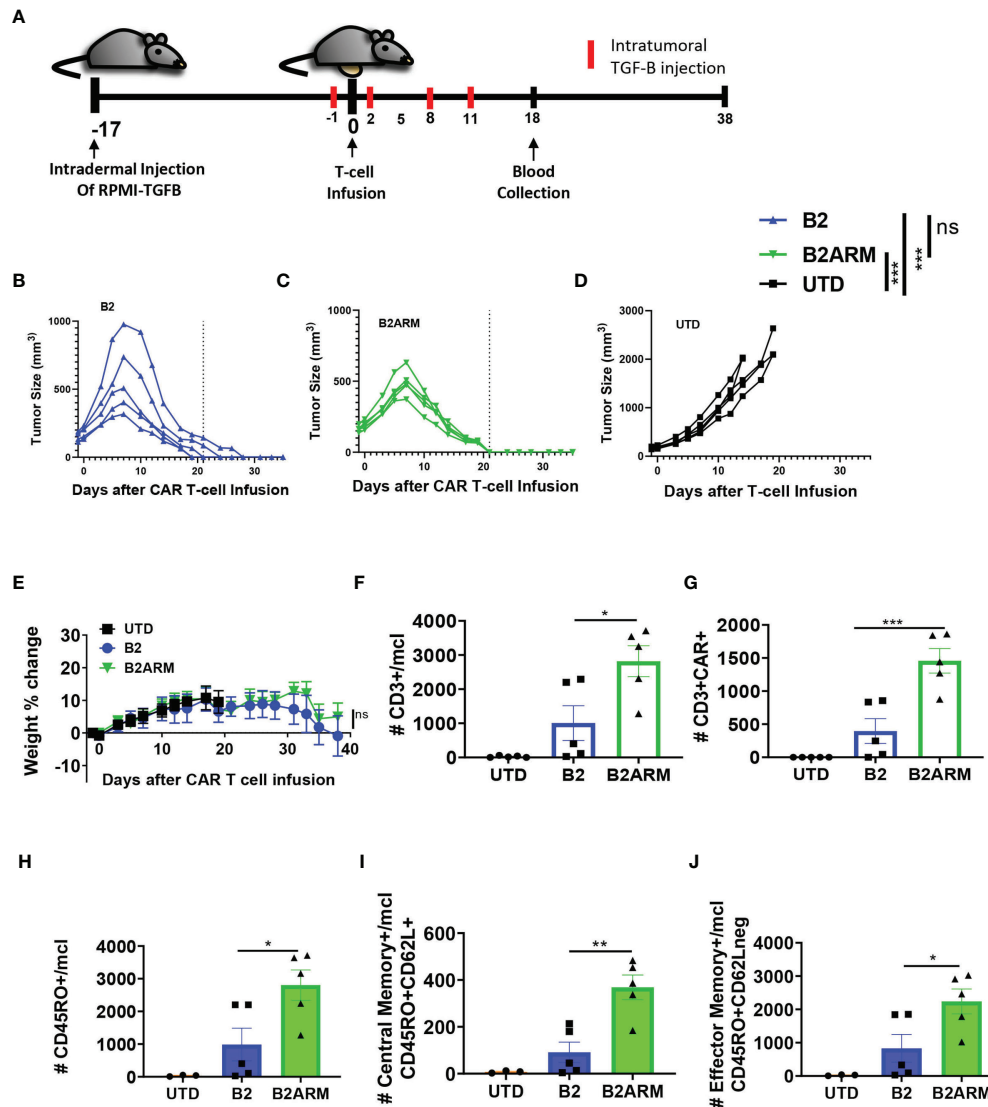 A
Intratumoral
TGF-B injection
-17
-1
0
2
5
8
11
18
38
Intradermal Injection
Of RPMI-TGFB
T-cell
Infusion
Blood
Collection
B2
B2ARM
UTD
ns
***
***
B
B2
Tumor Size (mm³)
1000
500
0
0
10
20
30
Days after CAR T-cell Infusion
C
B2ARM
Tumor Size (mm³)
1000
500
0
0
10
20
30
Days after CAR T-cell Infusion
D
UTD
Tumor Size (mm³)
3000
2000
1000
0
0
10
20
30
Days after T-cell Infusion
E
UTD
B2
B2ARM
Weight % change
30
20
10
0
-10
0
10
20
30
40
ns
Days after CAR T cell infusion
F
# CD3+/mcl
4000
3000
2000
1000
0
*
UTD
B2
B2ARM
G
# CD3+CAR+
2000
1500
1000
500
0
***
UTD
B2
B2ARM
H
# CD45RO+/mcl
4000
3000
2000
1000
0
*
UTD
B2
B2ARM
I
# Central Memory+/mcl
CD45RO+CD62L+
600
400
200
0
**
UTD
B2
B2ARM
J
# Effector Memory+/mcl
CD45RO+CD62Lneg
4000
3000
2000
1000
0
*
UTD
B2
B2ARM